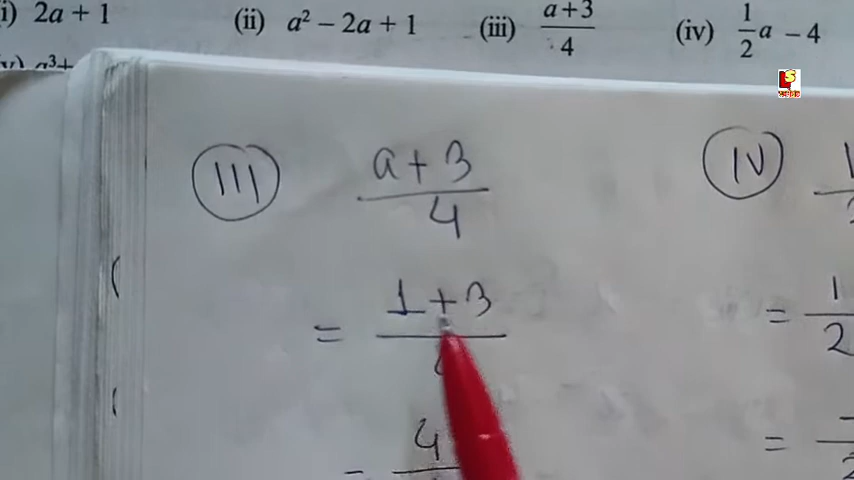 i) 2a + 1 (ii) a² − 2a + 1 (iii) a+3/4 (iv) 1/2 a − 4
a³+
III a+3/4 IV
= 1+3/ = 1/2
4